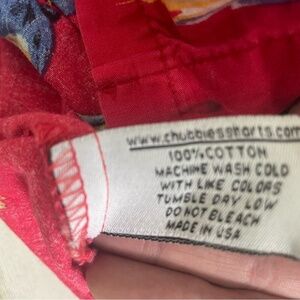 www.chubbiesshorts.com
100% COTTON
MACHINE WASH COLD
WITH LIKE COLORS
TUMBLE DRY LOW
DO NOT BLEACH
MADE IN USA